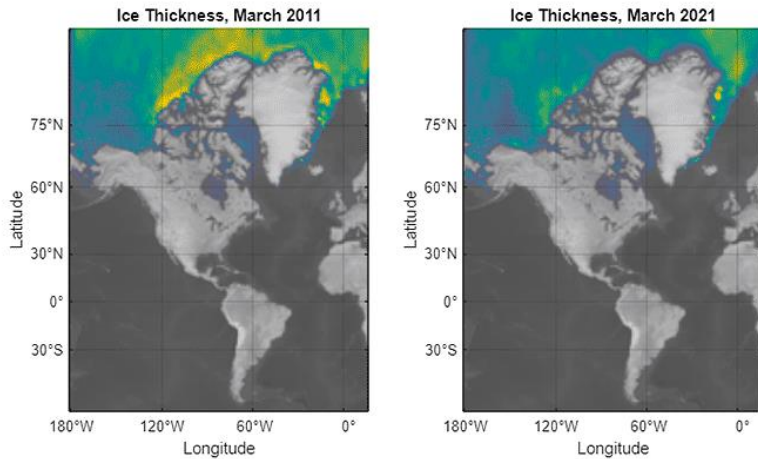 Ice Thickness, March 2011
75°N
60°N
30°N
0°
30°S
Latitude
180°W 120°W 60°W 0°
Longitude
Ice Thickness, March 2021
75°N
60°N
30°N
0°
30°S
Latitude
180°W 120°W 60°W 0°
Longitude